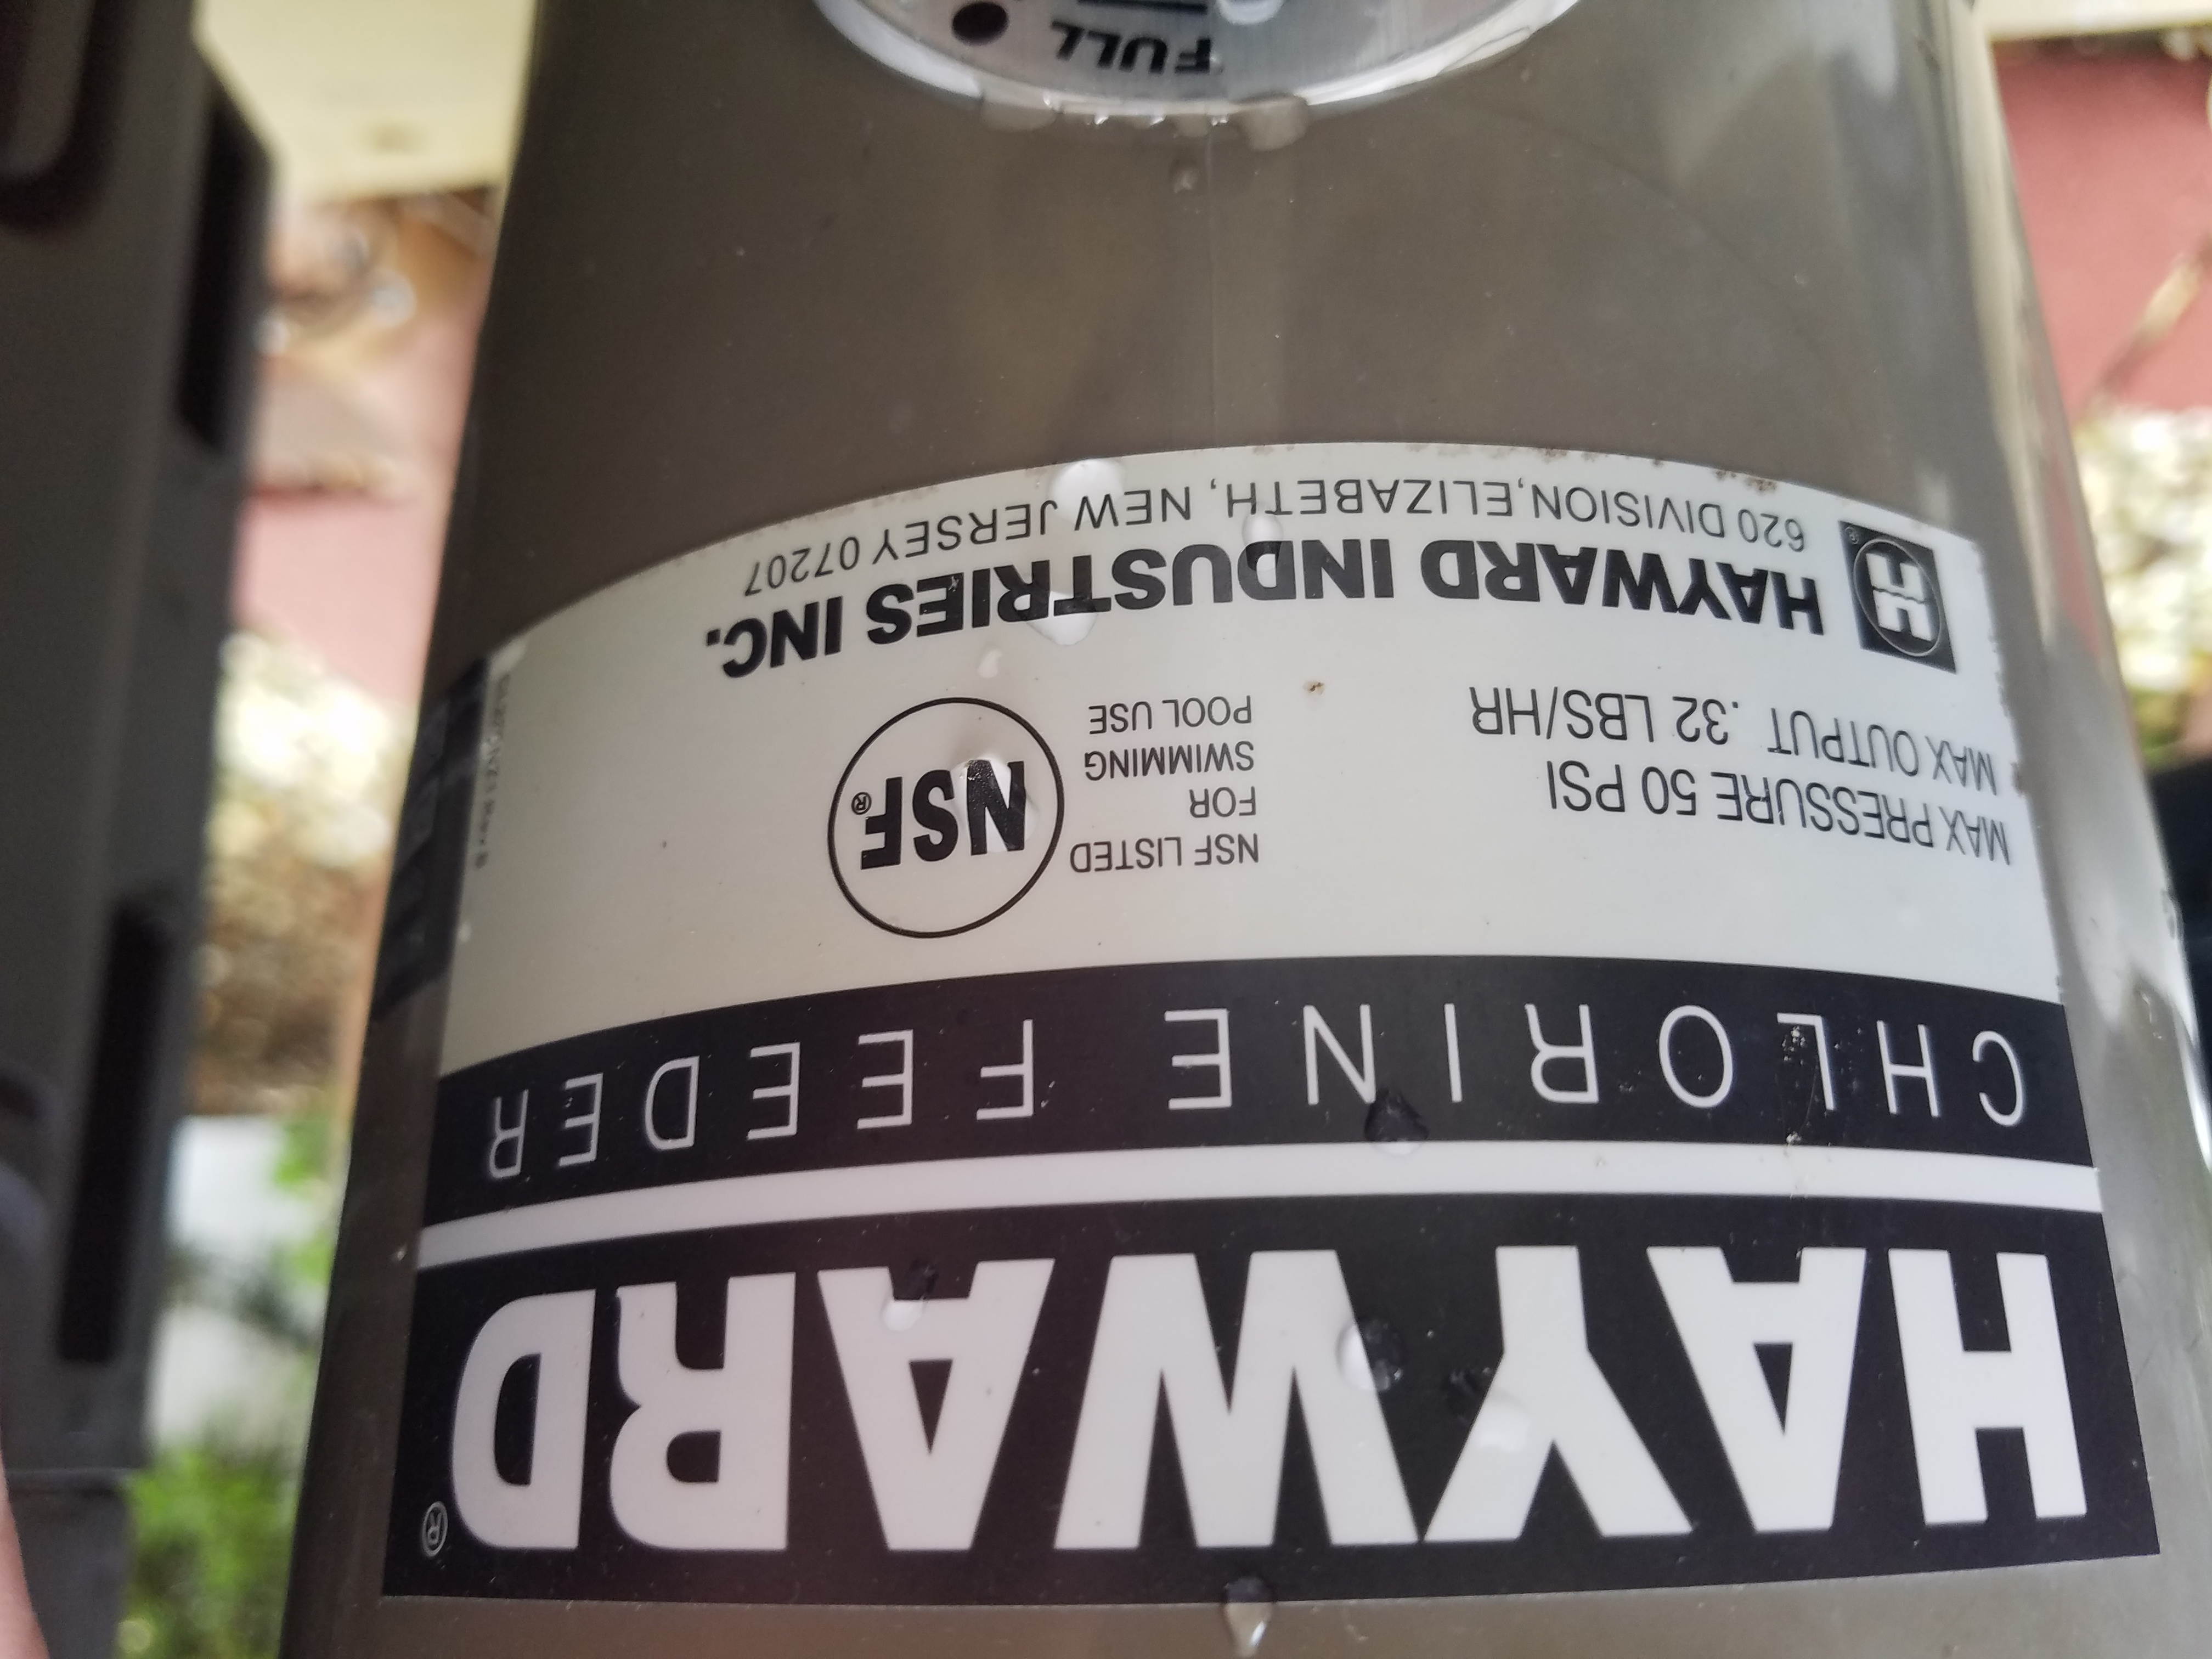 HAYWARD®
CHLORINE FEEDER
MAX PRESSURE 50 PSI
MAX OUTPUT .32 LBS/HR
NSF LISTED
FOR
SWIMMING
POOL USE
NSF®
H®
HAYWARD INDUSTRIES INC.
620 DIVISION, ELIZABETH, NEW JERSEY 07207
FULL